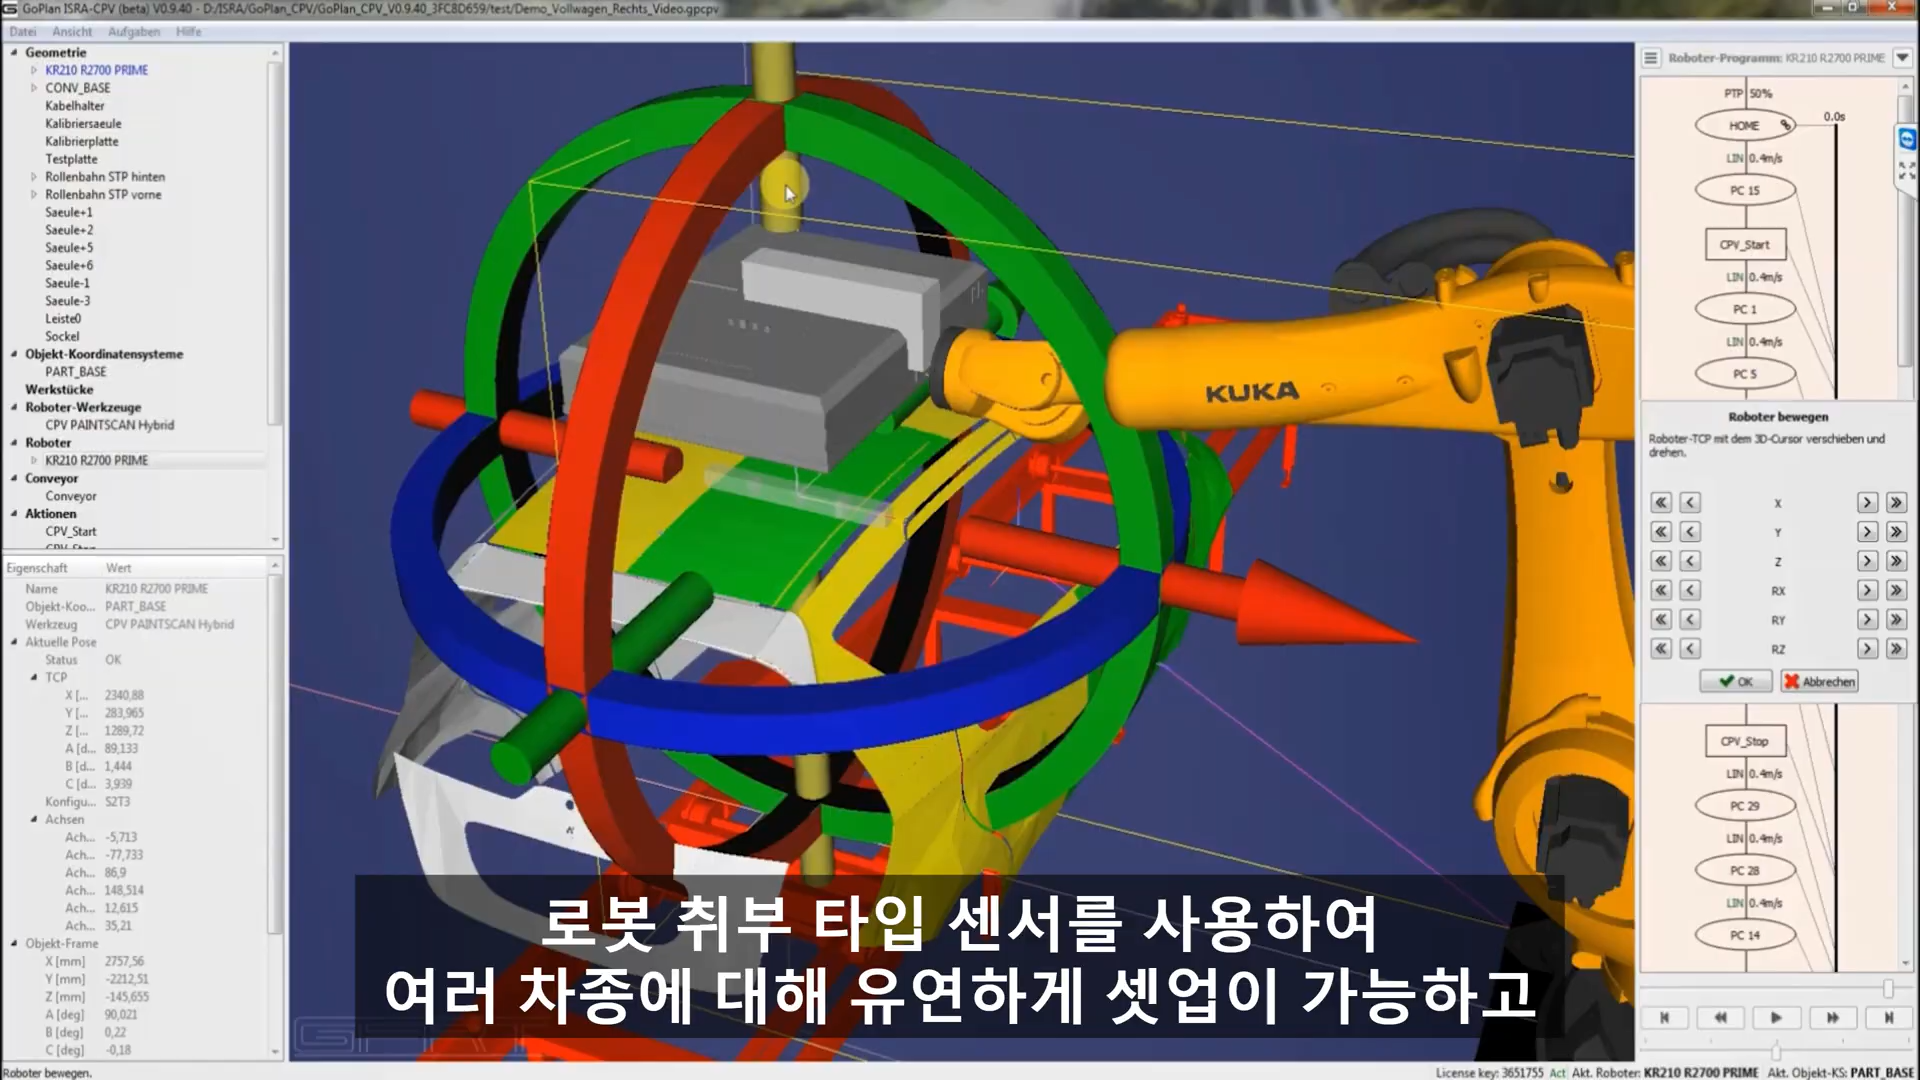 GoPlan ISRA-CPV (beta) V0.9.40 - D:/ISRA/GoPlan_CPV/GoPlan_CPV_V0.9.40_3FC8D659/test/Demo_Vollwagen_Rechts_Video.gpcpv
Datei Ansicht Aufgaben Hilfe
Geometrie
KR210 R2700 PRIME
CONV_BASE
Kabelhalter
Kalibriersaeule
Kalibrierplatte
Testplatte
Rollenbahn STP hinten
Rollenbahn STP vorne
Saeule+1
Saeule+2
Saeule+5
Saeule+6
Saeule-1
Saeule-3
Leiste0
Sockel
Objekt-Koordinatensysteme
PART_BASE
Werkstücke
Roboter-Werkzeuge
CPV PAINTSCAN Hybrid
Roboter
KR210 R2700 PRIME
Conveyor
Conveyor
Aktionen
CPV_Start
Eigenschaft Wert
Name KR210 R2700 PRIME
Objekt-Koo... PART_BASE
Werkzeug CPV PAINTSCAN Hybrid
Aktuelle Pose
Status OK
TCP
X [... 2340,88
Y [... 283,965
Z [... 1289,72
A [d... 89,133
B [d... 1,444
C [d... 3,939
Konfigu... S2T3
Achsen
Ach... -5,713
Ach... -77,733
Ach... 86,9
Ach... 148,514
Ach... 12,615
Ach... 35,21
Objekt-Frame
X [mm] 2757,56
Y [mm] -2212,51
Z [mm] -145,655
A [deg] 90,021
B [deg] 0,22
C [deg] -0,18
Roboter bewegen.
KUKA
로봇 취부 타입 센서를 사용하여
여러 차종에 대해 유연하게 셋업이 가능하고
Roboter-Programm: KR210 R2700 PRIME
PTP 50%
HOME 0.0s
LIN 0.4m/s
PC 15
CPV_Start
LIN 0.4m/s
PC 1
LIN 0.4m/s
PC 5
Roboter bewegen
Roboter-TCP mit dem 3D-Cursor verschieben und
drehen.
X
Y
Z
RX
RY
RZ
OK Abbrechen
CPV_Stop
LIN 0.4m/s
PC 29
LIN 0.4m/s
PC 28
LIN 0.4m/s
PC 14
License key: 3651755 Act Akt. Roboter: KR210 R2700 PRIME Akt. Objekt-KS: PART_BASE